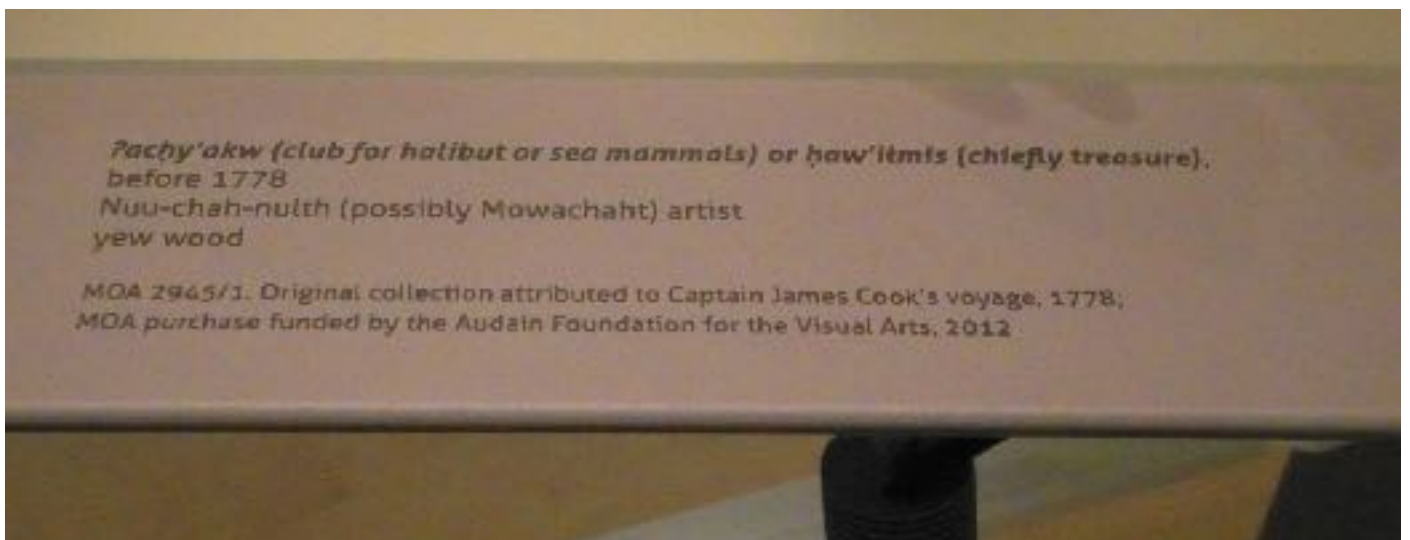 ʔachy'akw (club for halibut or sea mammals) or ḥaw'iłmis (chiefly treasure),
before 1778
Nuu-chah-nulth (possibly Mowachaht) artist
yew wood
MOA 2945/1. Original collection attributed to Captain James Cook's voyage, 1778;
MOA purchase funded by the Audain Foundation for the Visual Arts, 2012